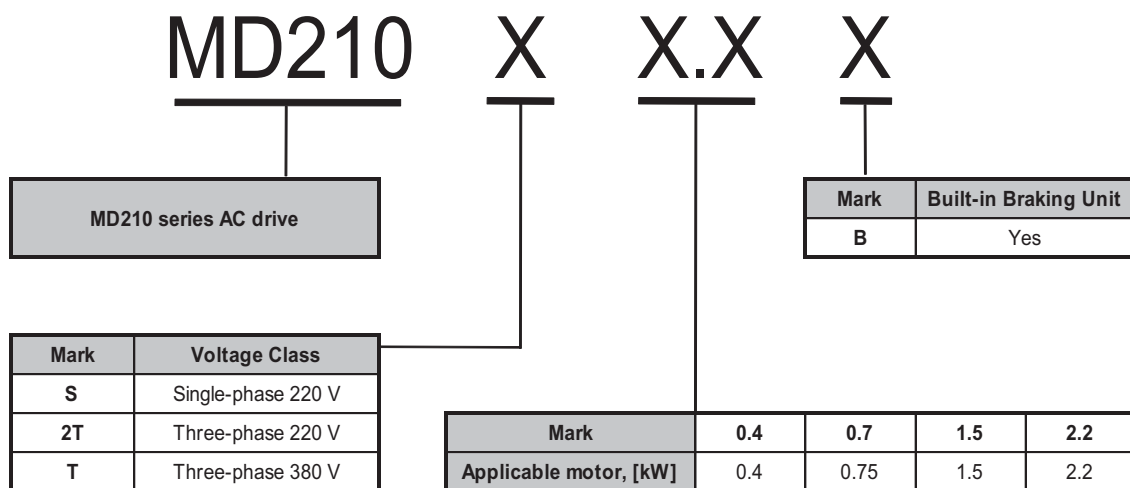 MD210 X X.X X
MD210 series AC drive
Mark Built-in Braking Unit
B Yes
Mark Voltage Class
S Single-phase 220 V
2T Three-phase 220 V
T Three-phase 380 V
Mark 0.4 0.7 1.5 2.2
Applicable motor, [kW] 0.4 0.75 1.5 2.2